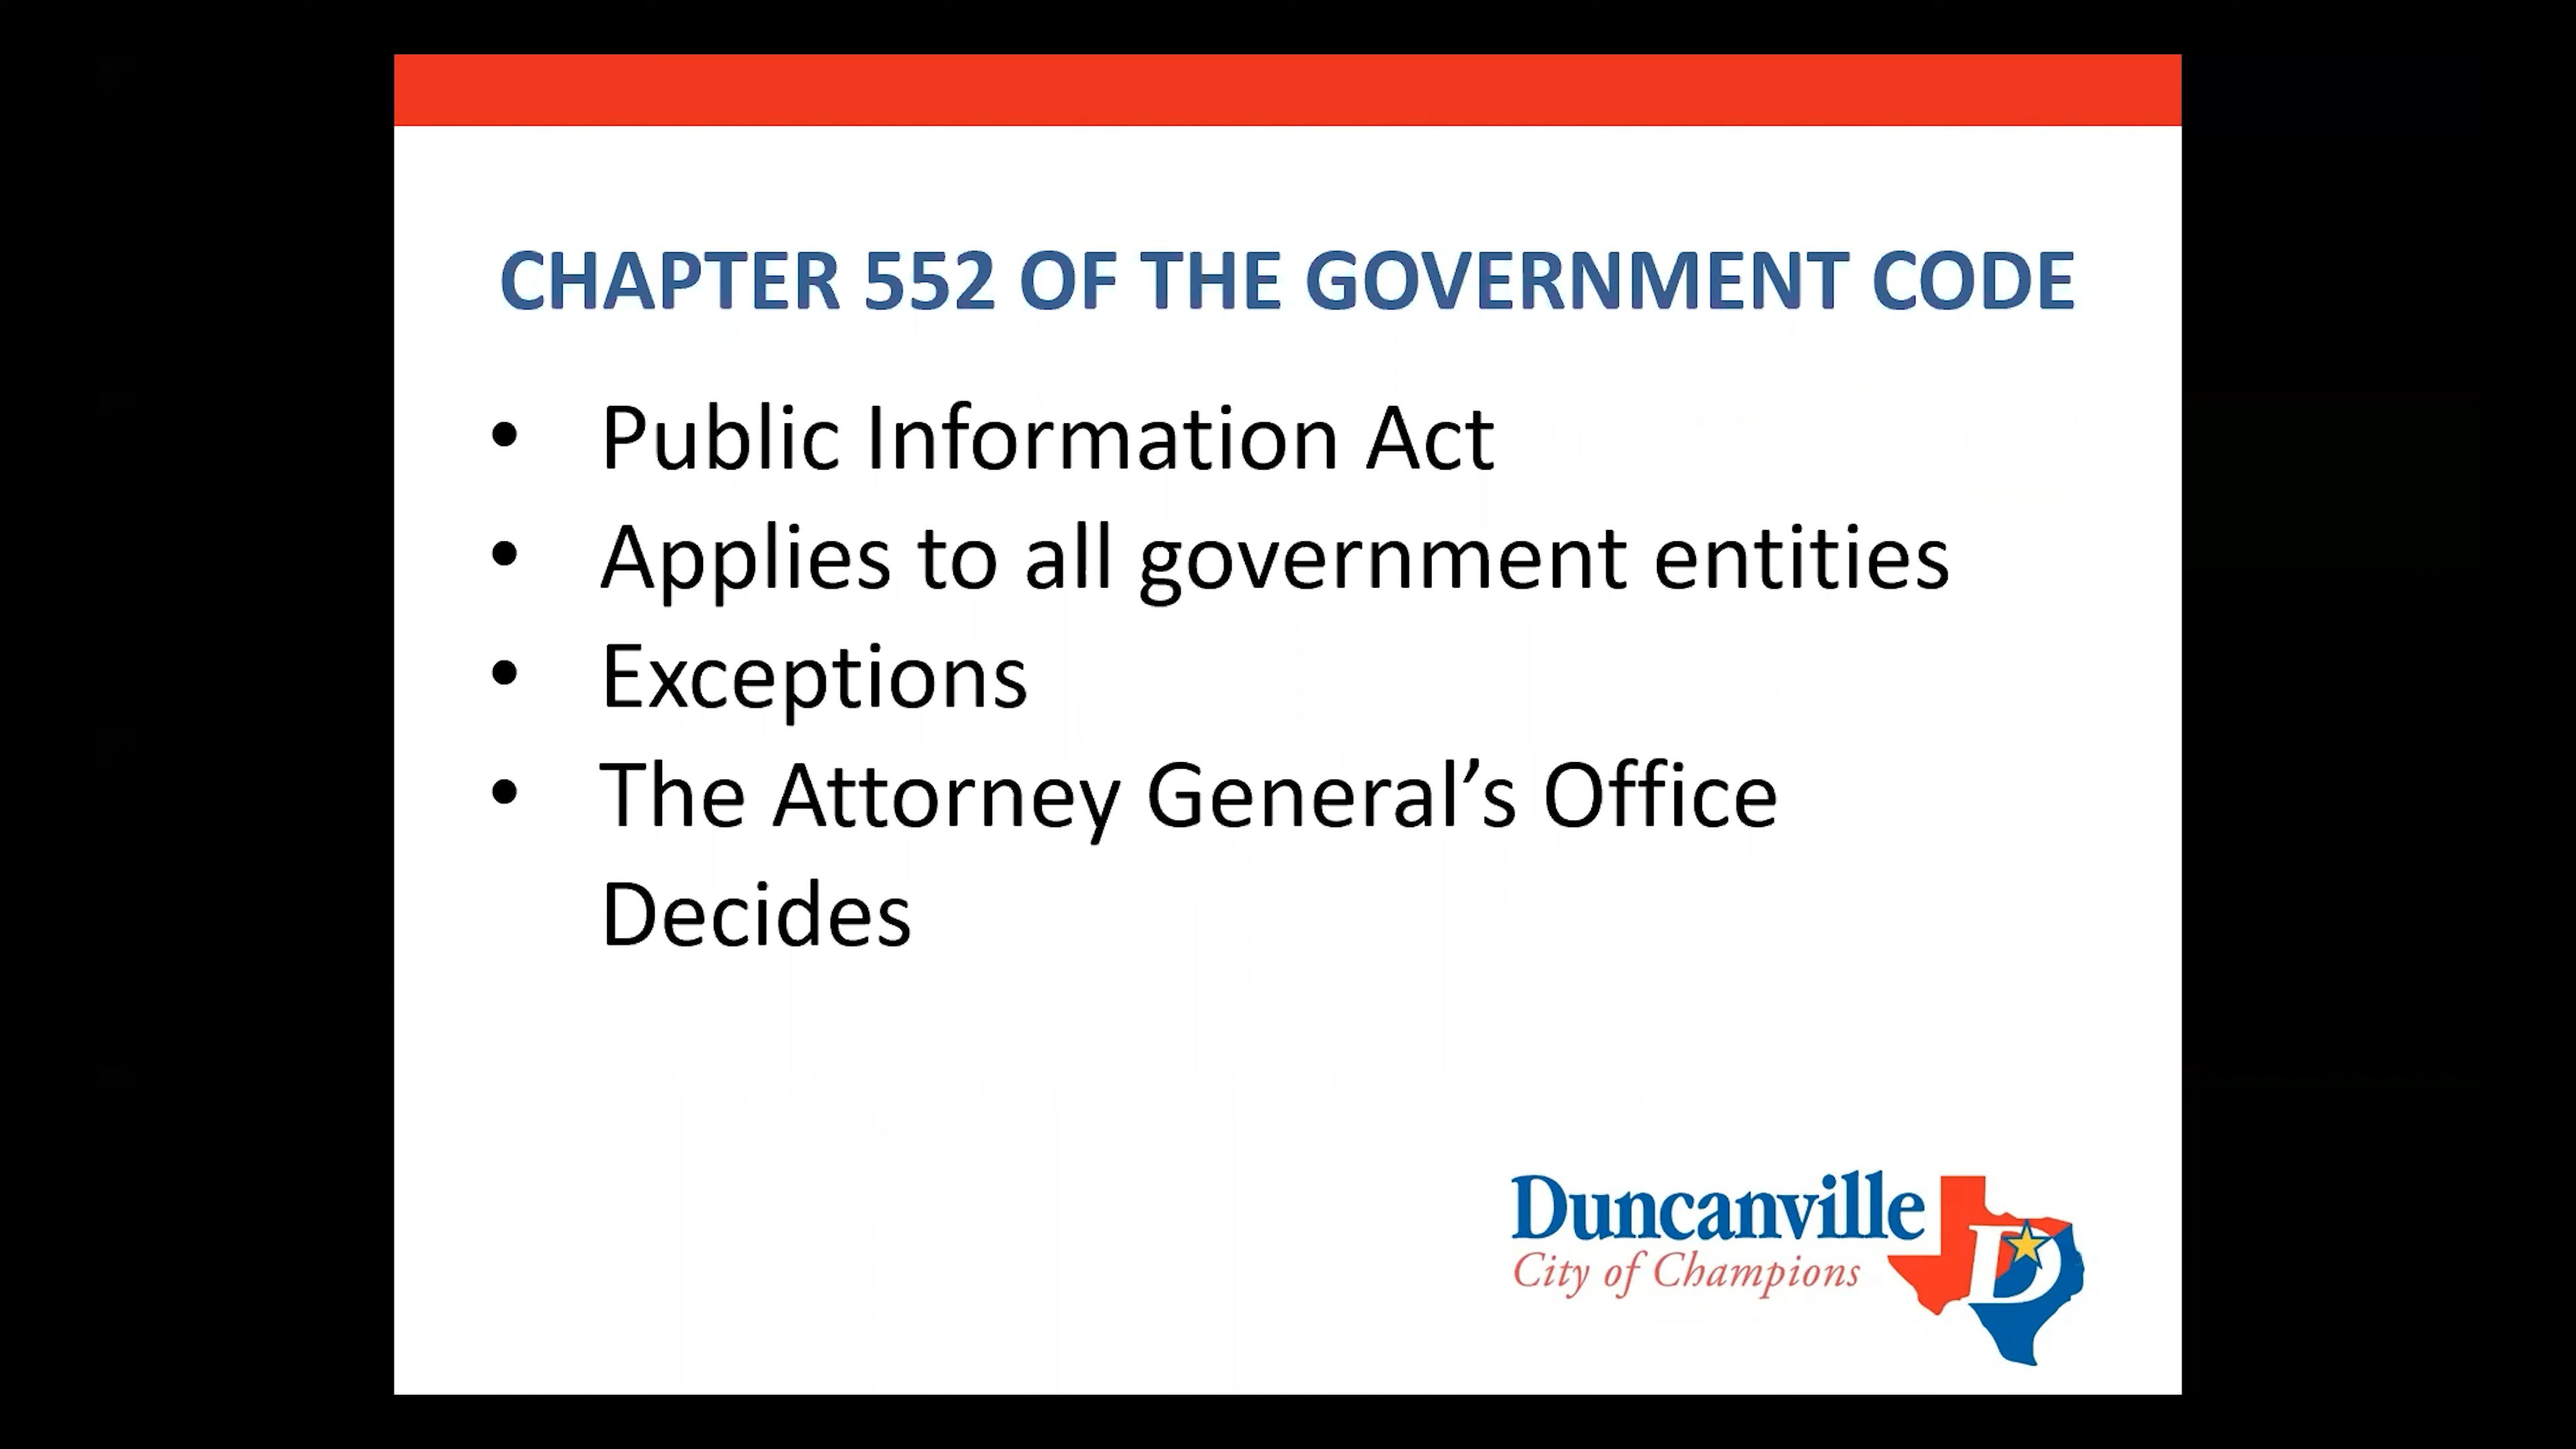 CHAPTER 552 OF THE GOVERNMENT CODE
• Public Information Act
• Applies to all government entities
• Exceptions
• The Attorney General’s Office
Decides
Duncanville
City of Champions
D